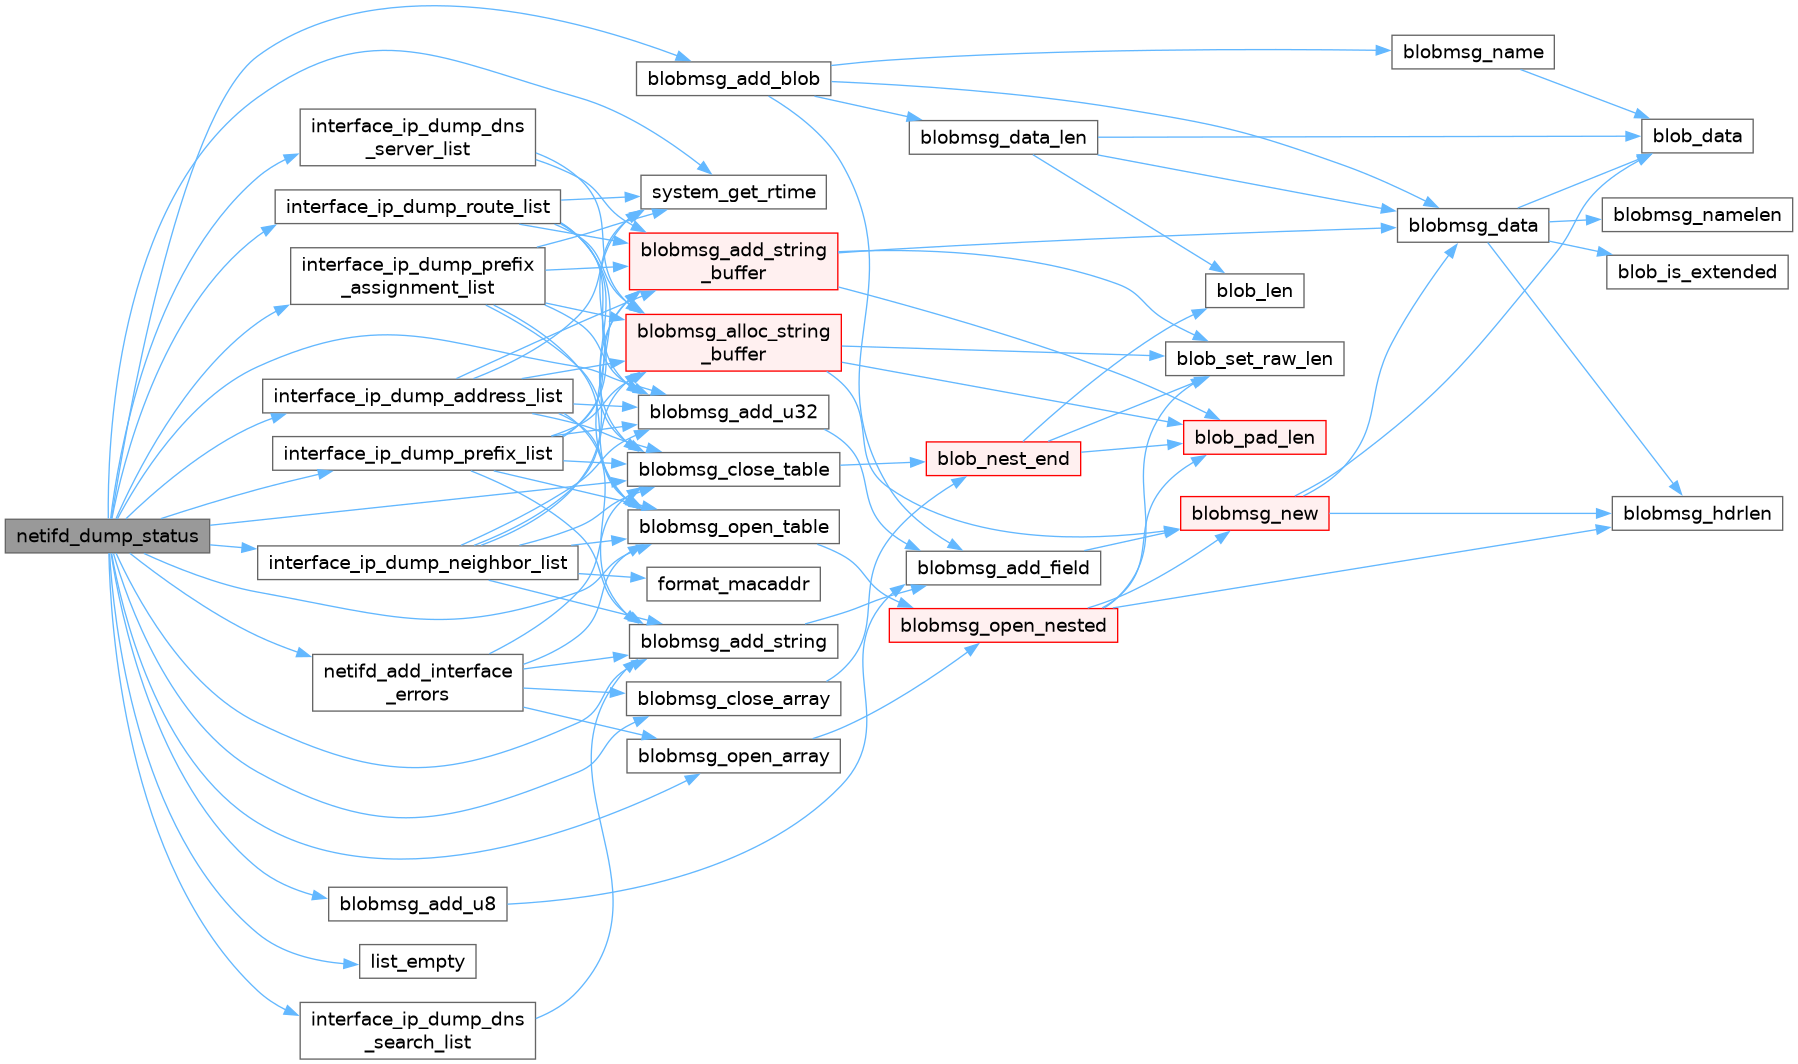 netifd_dump_status
interface_ip_dump_dns
_server_list
interface_ip_dump_route_list
interface_ip_dump_prefix
_assignment_list
interface_ip_dump_address_list
interface_ip_dump_prefix_list
interface_ip_dump_neighbor_list
netifd_add_interface
_errors
blobmsg_add_u8
list_empty
interface_ip_dump_dns
_search_list
blobmsg_add_blob
system_get_rtime
blobmsg_add_string
_buffer
blobmsg_alloc_string
_buffer
blobmsg_add_u32
blobmsg_close_table
blobmsg_open_table
format_macaddr
blobmsg_add_string
blobmsg_close_array
blobmsg_open_array
blobmsg_data_len
blob_nest_end
blobmsg_add_field
blobmsg_open_nested
blob_len
blob_set_raw_len
blob_pad_len
blobmsg_new
blobmsg_name
blobmsg_data
blob_data
blobmsg_namelen
blob_is_extended
blobmsg_hdrlen